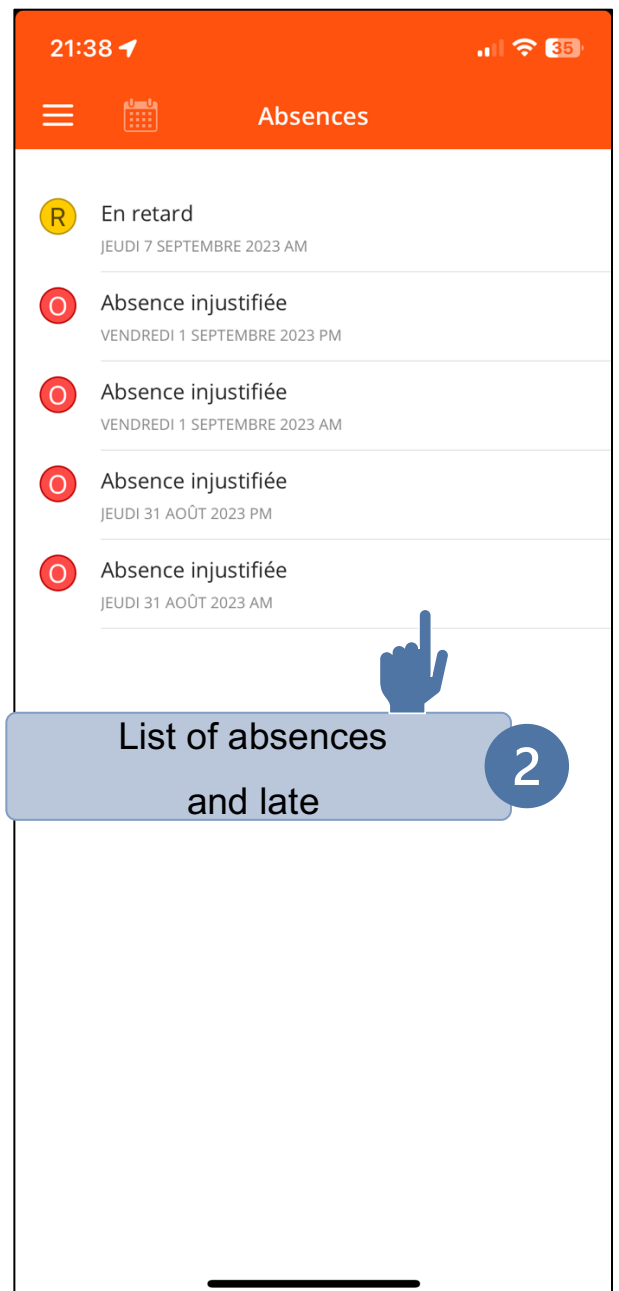 21:38
35
Absences
R
En retard
JEUDI 7 SEPTEMBRE 2023 AM
O
Absence injustifiée
VENDREDI 1 SEPTEMBRE 2023 PM
O
Absence injustifiée
VENDREDI 1 SEPTEMBRE 2023 AM
O
Absence injustifiée
JEUDI 31 AOÛT 2023 PM
O
Absence injustifiée
JEUDI 31 AOÛT 2023 AM
List of absences
and late
2